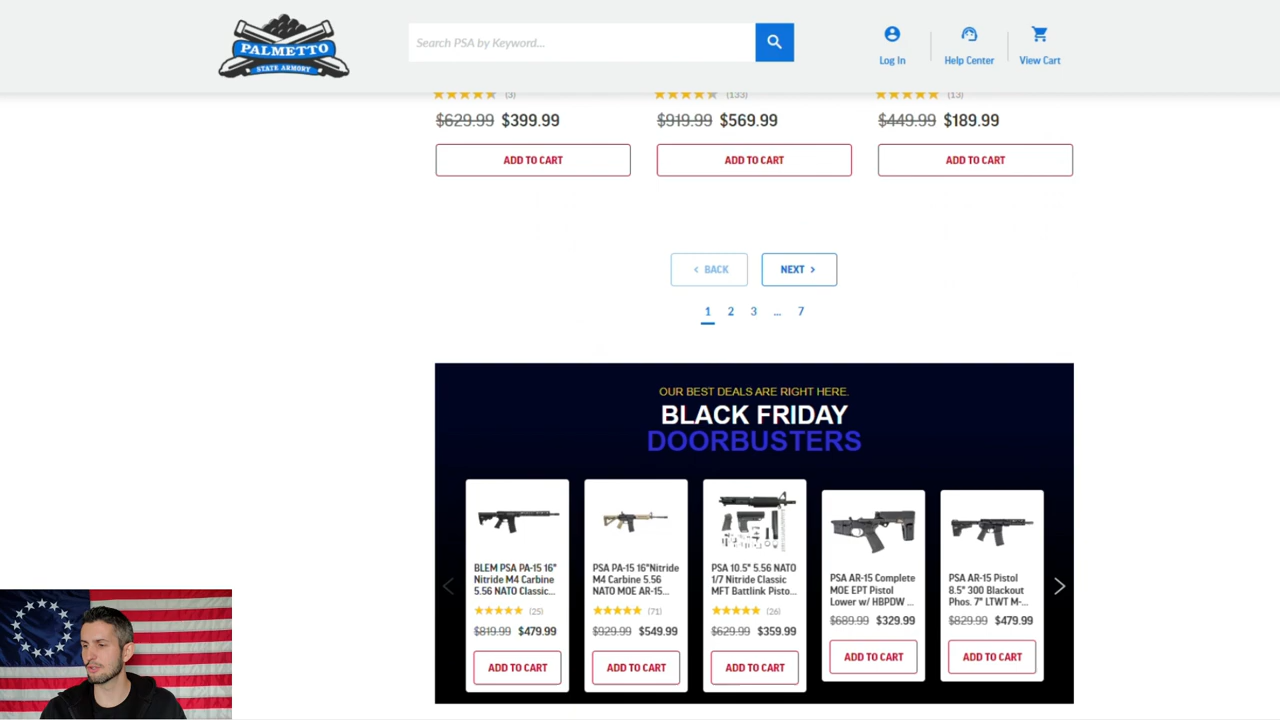 PALMETTO
STATE ARMORY
Search PSA by Keyword...
Log In
Help Center
View Cart
(3)
(133)
(13)
$629.99 $399.99
$919.99 $569.99
$449.99 $189.99
ADD TO CART
ADD TO CART
ADD TO CART
< BACK
NEXT >
1 2 3 ... 7
OUR BEST DEALS ARE RIGHT HERE.
BLACK FRIDAY
DOORBUSTERS
BLEM PSA PA-15 16"
Nitride M4 Carbine
5.56 NATO Classic...
(25)
$819.99 $479.99
ADD TO CART
PSA PA-15 16"Nitride
M4 Carbine 5.56
NATO MOE AR-15...
(71)
$929.99 $549.99
ADD TO CART
PSA 10.5" 5.56 NATO
1/7 Nitride Classic
MFT Battlink Pisto...
(26)
$629.99 $359.99
ADD TO CART
PSA AR-15 Complete
MOE EPT Pistol
Lower w/ HBPDW ...
$689.99 $329.99
ADD TO CART
PSA AR-15 Pistol
8.5" 300 Blackout
Phos. 7" LTWT M-...
$829.99 $479.99
ADD TO CART